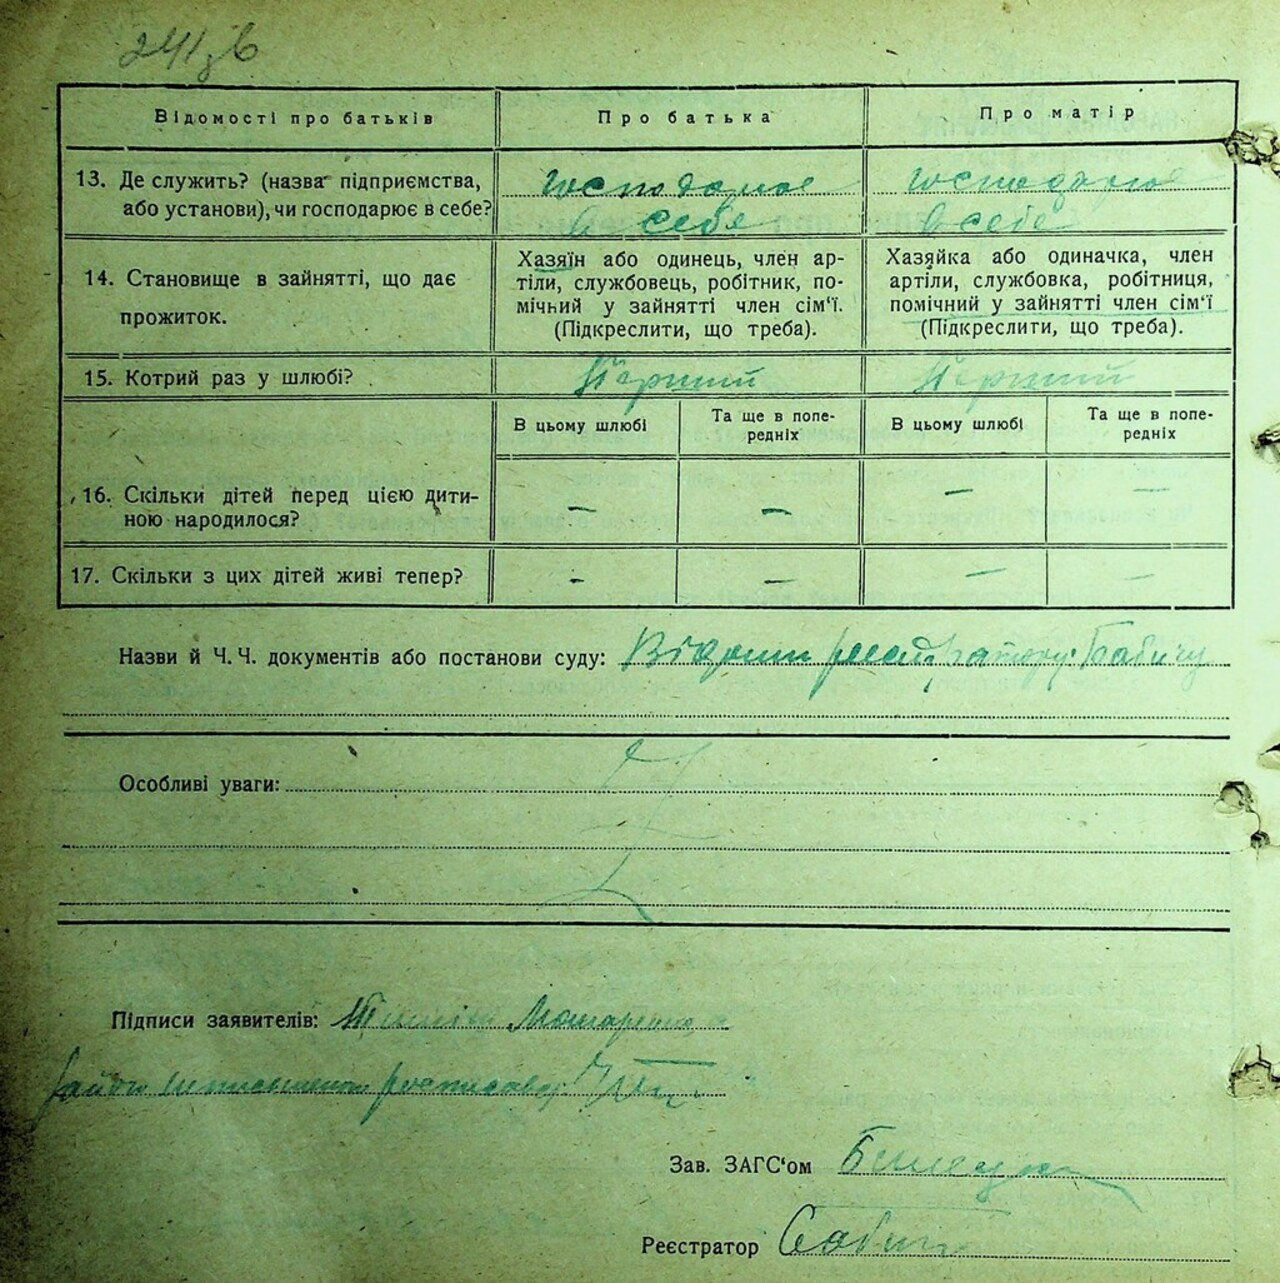 241зв
Відомості про батьків
Про батька
Про матір
13. Де служить? (назва підприємства, або установи), чи господарює в себе?
господарює
в себе
господарює
в себе
14. Становище в зайнятті, що дає
прожиток.
Хазяїн або одинець, член ар-
тілі, службовець, робітник, по-
мічний у зайнятті член сім‘ї.
(Підкреслити, що треба).
Хазяйка або одиначка, член
артілі, службовка, робітниця,
помічний у зайнятті член сім‘ї
(Підкреслити, що треба).
15. Котрий раз у шлюбі?
Перший
Перший
В цьому шлюбі
Та ще в попе-
редніх
В цьому шлюбі
Та ще в попе-
редніх
16. Скільки дітей перед цією дити-
ною народилося?
—
—
—
—
17. Скільки з цих дітей живі тепер?
—
—
—
—
Назви й Ч. Ч. документів або постанови суду: Бабичу
Особливі уваги:
Підписи заявителів:
Зав. ЗАГС‘ом
Реєстратор